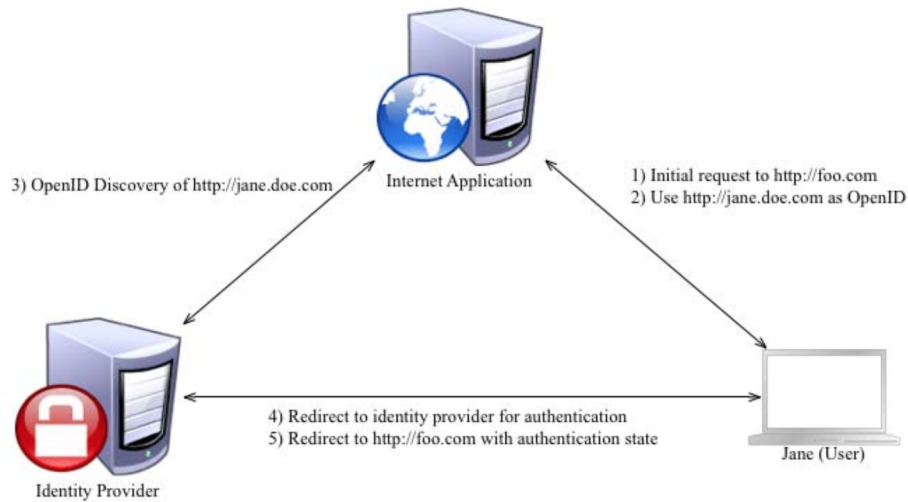 3) OpenID Discovery of http://jane.doe.com
Internet Application
1) Initial request to http://foo.com
2) Use http://jane.doe.com as OpenID
4) Redirect to identity provider for authentication
5) Redirect to http://foo.com with authentication state
Jane (User)
Identity Provider